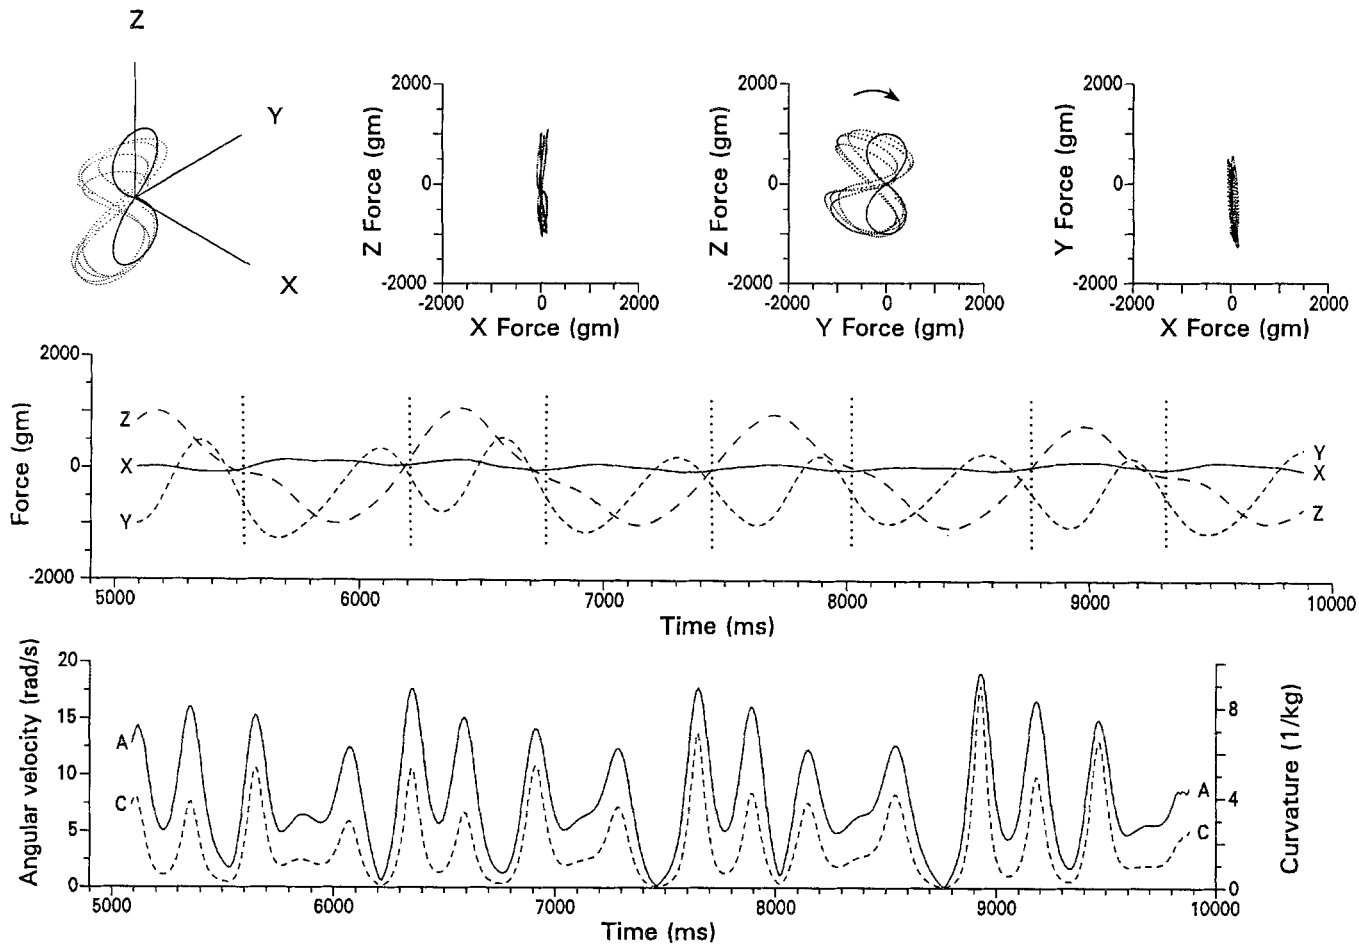 Z
Y
X
2000
0
-2000
Z Force (gm)
-2000 0 2000
X Force (gm)
2000
0
-2000
Z Force (gm)
-2000 0 2000
Y Force (gm)
2000
0
-2000
Y Force (gm)
-2000 0 2000
X Force (gm)
2000
0
-2000
Force (gm)
Z
X
Y
Y
X
Z
5000 6000 7000 8000 9000 10000
Time (ms)
20
15
10
5
0
Angular velocity (rad/s)
A
C
A
C
8
4
0
Curvature (1/kg)
5000 6000 7000 8000 9000 10000
Time (ms)